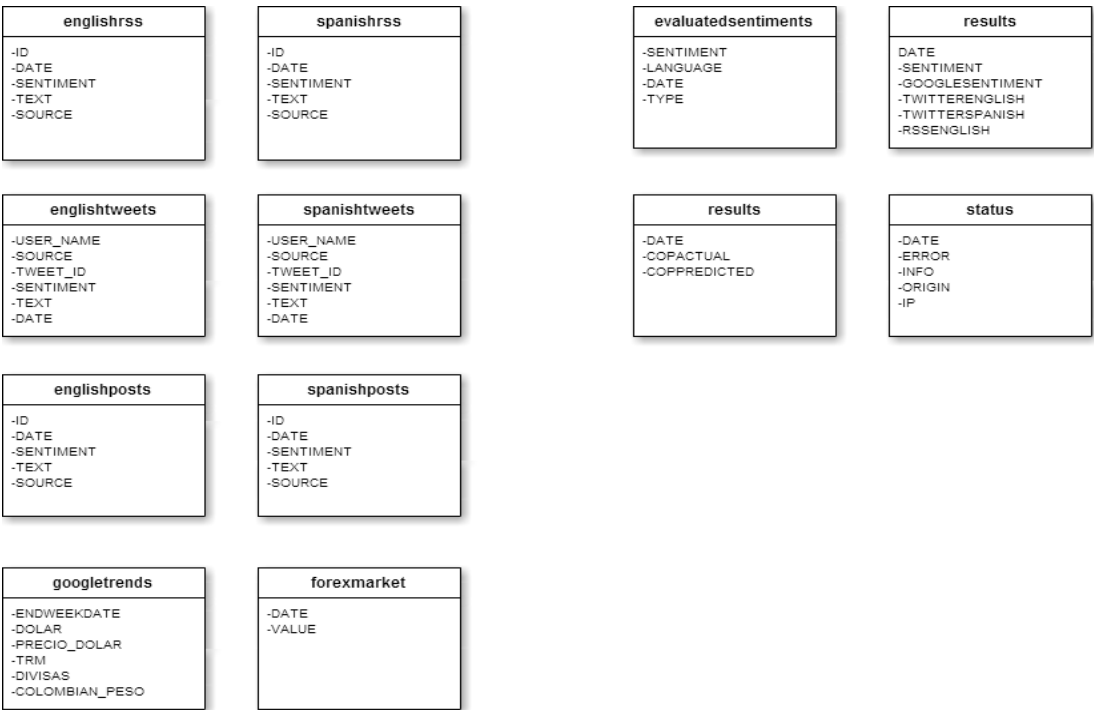 englishrss
-ID
-DATE
-SENTIMENT
-TEXT
-SOURCE
spanishrss
-ID
-DATE
-SENTIMENT
-TEXT
-SOURCE
evaluatedsentiments
-SENTIMENT
-LANGUAGE
-DATE
-TYPE
results
DATE
-SENTIMENT
-GOOGLESENTIMENT
-TWITTERENGLISH
-TWITTERSPANISH
-RSSENGLISH
englishtweets
-USER_NAME
-SOURCE
-TWEET_ID
-SENTIMENT
-TEXT
-DATE
spanishtweets
-USER_NAME
-SOURCE
-TWEET_ID
-SENTIMENT
-TEXT
-DATE
results
-DATE
-COPACTUAL
-COPPREDICTED
status
-DATE
-ERROR
-INFO
-ORIGIN
-IP
englishposts
-ID
-DATE
-SENTIMENT
-TEXT
-SOURCE
spanishposts
-ID
-DATE
-SENTIMENT
-TEXT
-SOURCE
googletrends
-ENDWEEKDATE
-DOLAR
-PRECIO_DOLAR
-TRM
-DIVISAS
-COLOMBIAN_PESO
forexmarket
-DATE
-VALUE